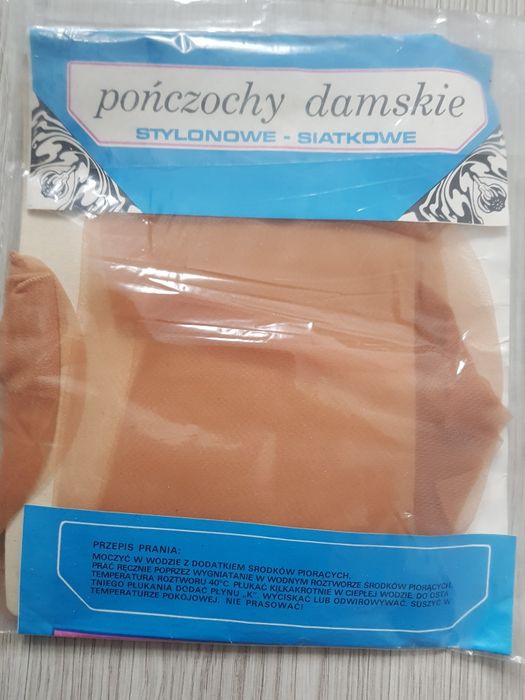 pończochy damskie
STYLONOWE - SIATKOWE
PRZEPIS PRANIA:
MOCZYĆ W WODZIE Z DODATKIEM ŚRODKÓW PIORĄCYCH.
PRAĆ RĘCZNIE POPRZEZ WYGNIATANIE W WODNYM ROZTWORZE ŚRODKÓW PIORĄCYCH,
TEMPERATURA ROZTWORU 40°C. PŁUKAĆ KILKAKROTNIE W CIEPŁEJ WODZIE. DO OSTA
TNIEGO PŁUKANIA DODAĆ PŁYNU „K". WYCISKAĆ LUB ODWIROWYWAĆ. SUSZYĆ W
TEMPERATURZE POKOJOWEJ. NIE PRASOWAĆ!